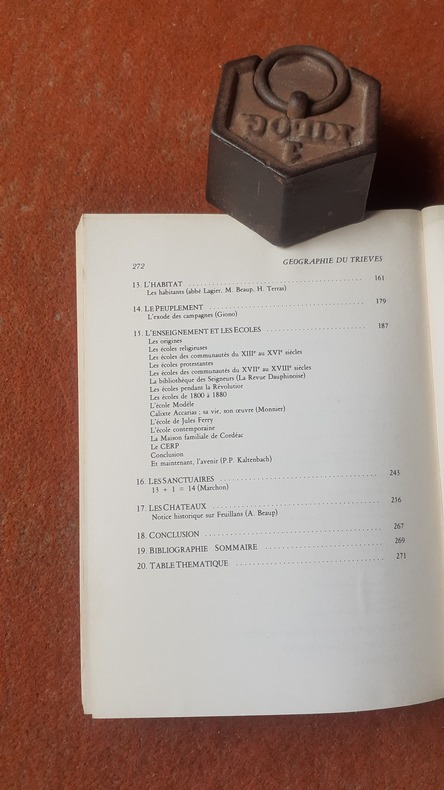 KILOG
3
272 GEOGRAPHIE DU TRIEVES
13. L'HABITAT 161
Les habitants (abbé Lagier, M. Beaup, H. Terras)
14. LE PEUPLEMENT 179
L'exode des campagnes (Giono)
15. L'ENSEIGNEMENT ET LES ECOLES 187
Les origines
Les écoles religieuses
Les écoles des communautés du XIIIe au XVIe siècles
Les écoles protestantes
Les écoles des communautés du XVIIe au XVIIIe siècles
La bibliothèque des Seigneurs (La Revue Dauphinoise)
Les écoles pendant la Révolution
Les écoles de 1800 à 1880
L'école Modèle
Calixte Accarias ; sa vie, son œuvre (Monnier)
L'école de Jules Ferry
L'école contemporaine
La Maison familiale de Cordéac
Le CERP
Conclusion
Et maintenant, l'avenir (P.P. Kaltenbach)
16. LES SANCTUAIRES 243
13 + 1 = 14 (Marchon)
17. LES CHATEAUX 256
Notice historique sur Feuillans (A. Beaup)
18. CONCLUSION 267
19. BIBLIOGRAPHIE SOMMAIRE 269
20. TABLE THEMATIQUE 271